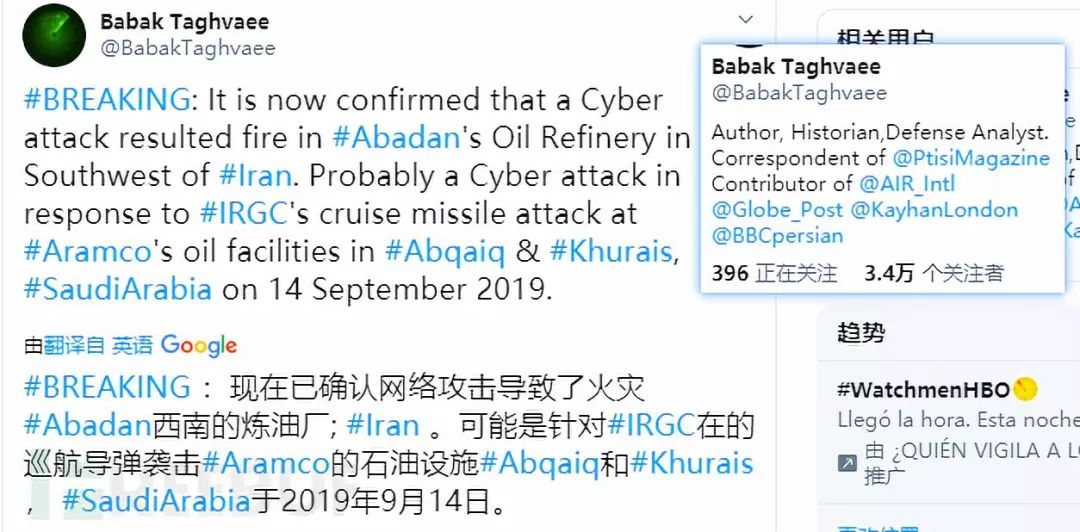 Babak Taghvaee
@BabakTaghvaee
#BREAKING: It is now confirmed that a Cyber
attack resulted fire in #Abadan's Oil Refinery in
Southwest of #Iran. Probably a Cyber attack in
response to #IRGC's cruise missile attack at
#Aramco's oil facilities in #Abqaiq & #Khurais,
#SaudiArabia on 14 September 2019.
由翻译自 英语 Google
#BREAKING ： 现在已确认网络攻击导致了火灾
#Abadan西南的炼油厂; #Iran 。可能是针对#IRGC在的
巡航导弹袭击#Aramco的石油设施#Abqaiq和#Khurais
， #SaudiArabia于2019年9月14日。
相关用户
Babak Taghvaee
@BabakTaghvaee
Author, Historian,Defense Analyst.
Correspondent of @PtisiMagazine
Contributor of @AIR_Intl
@Globe_Post @KayhanLondon
@BBCpersian
396 正在关注 3.4万 个关注者
趋势
#WatchmenHBO
Llegó la hora. Esta noche
由 ¿QUIÉN VIGILA A LO
推广